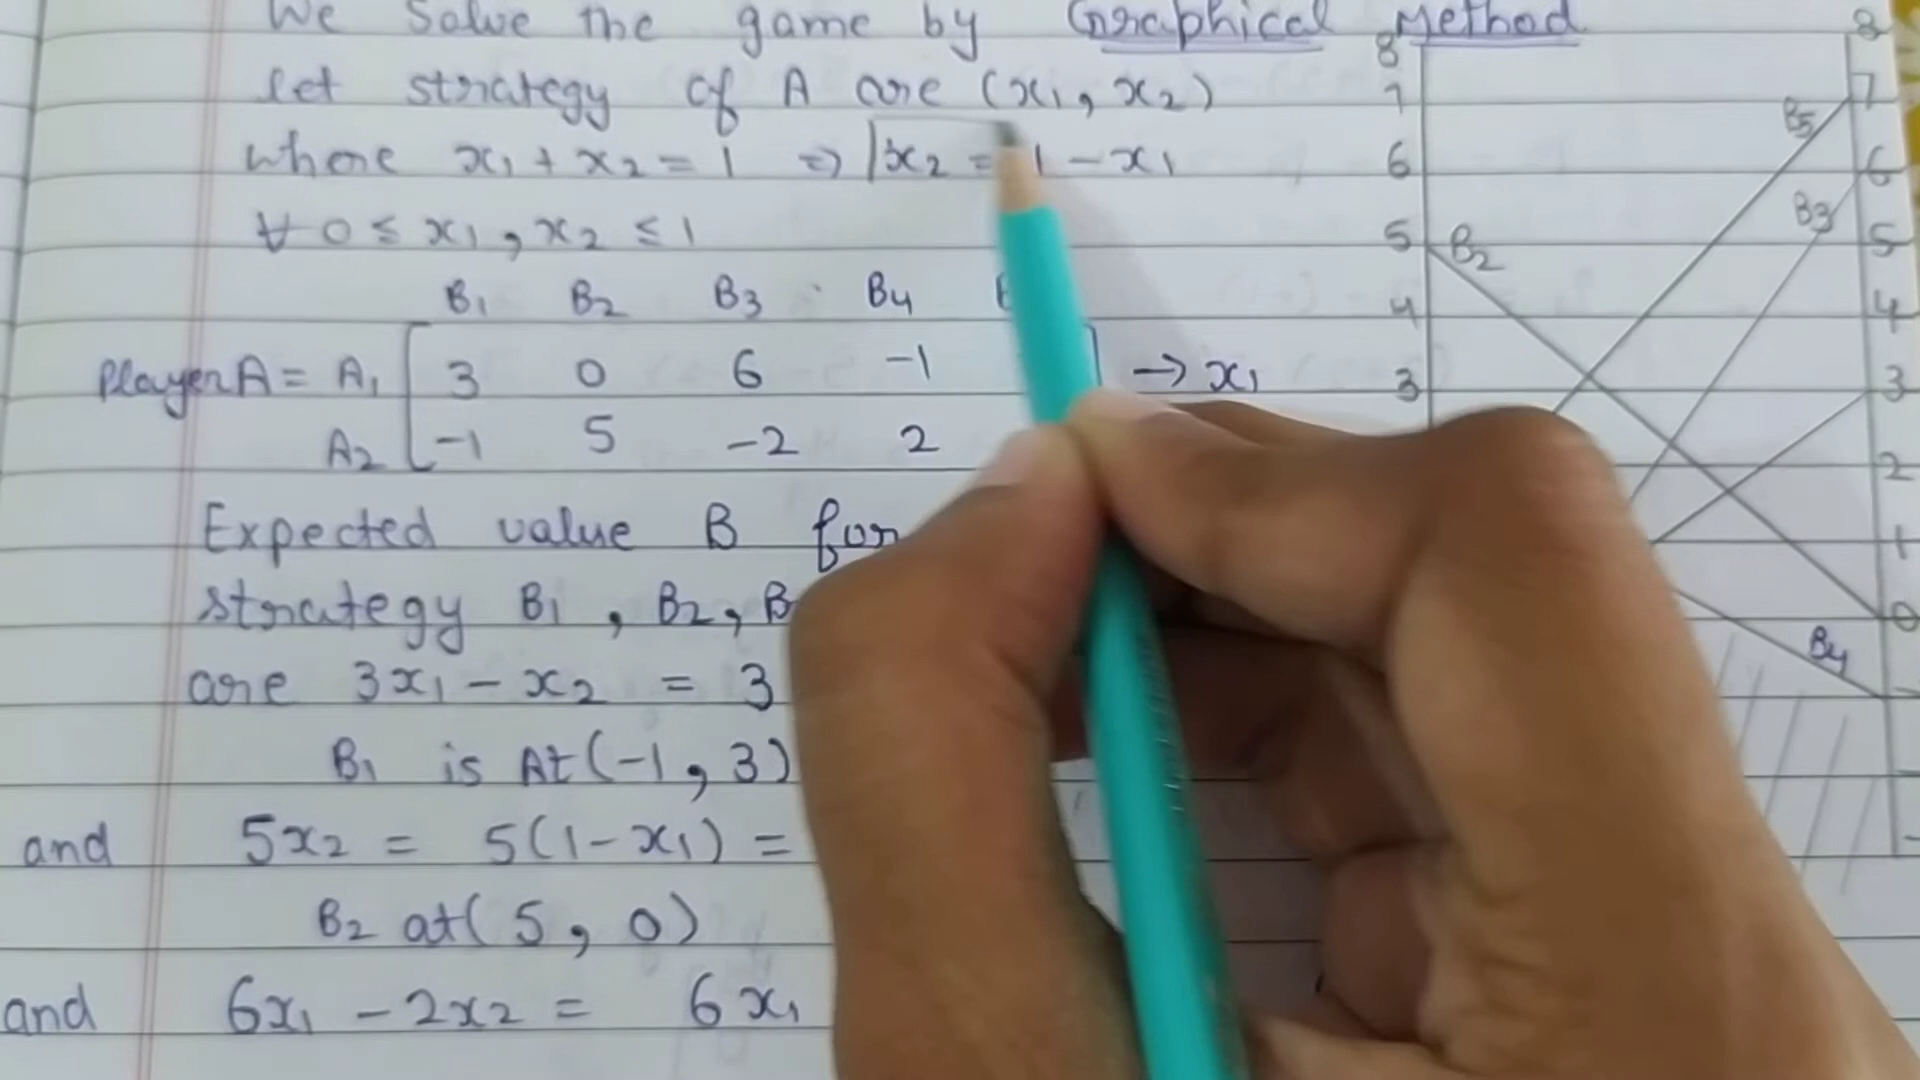 We Solve the game by Graphical Method
let strategy of A are (x₁, x₂)
where x₁ + x₂ = 1 ⇒ x₂ = 1 - x₁
∀ 0 ≤ x₁, x₂ ≤ 1
B₁ B₂ B₃ B₄
Player A = A₁ 3 0 6 -1 → x₁
A₂ -1 5 -2 2
Expected value B for
strategy B₁, B₂, B
are 3x₁ - x₂ = 3
B₁ is At (-1, 3)
and 5x₂ = 5(1-x₁) =
B₂ at (5, 0)
and 6x₁ - 2x₂ = 6x₁
8
7
6
5 B₂
4
3
8
B₅ 7
6
B₃ 5
4
3
2
1
0
B₄